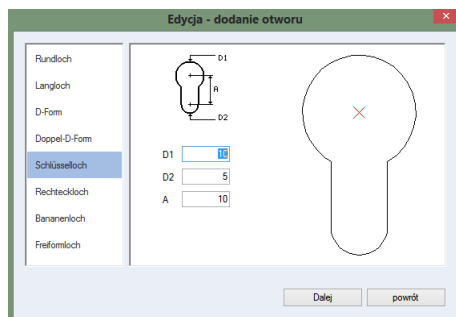 Edycja - dodanie otworu
Rundloch
Langloch
D-Form
Doppel-D-Form
Schlüsselloch
Rechteckloch
Bananenloch
Freiformloch
D1
A
D2
D1 10
D2 5
A 10
Dalej powrót